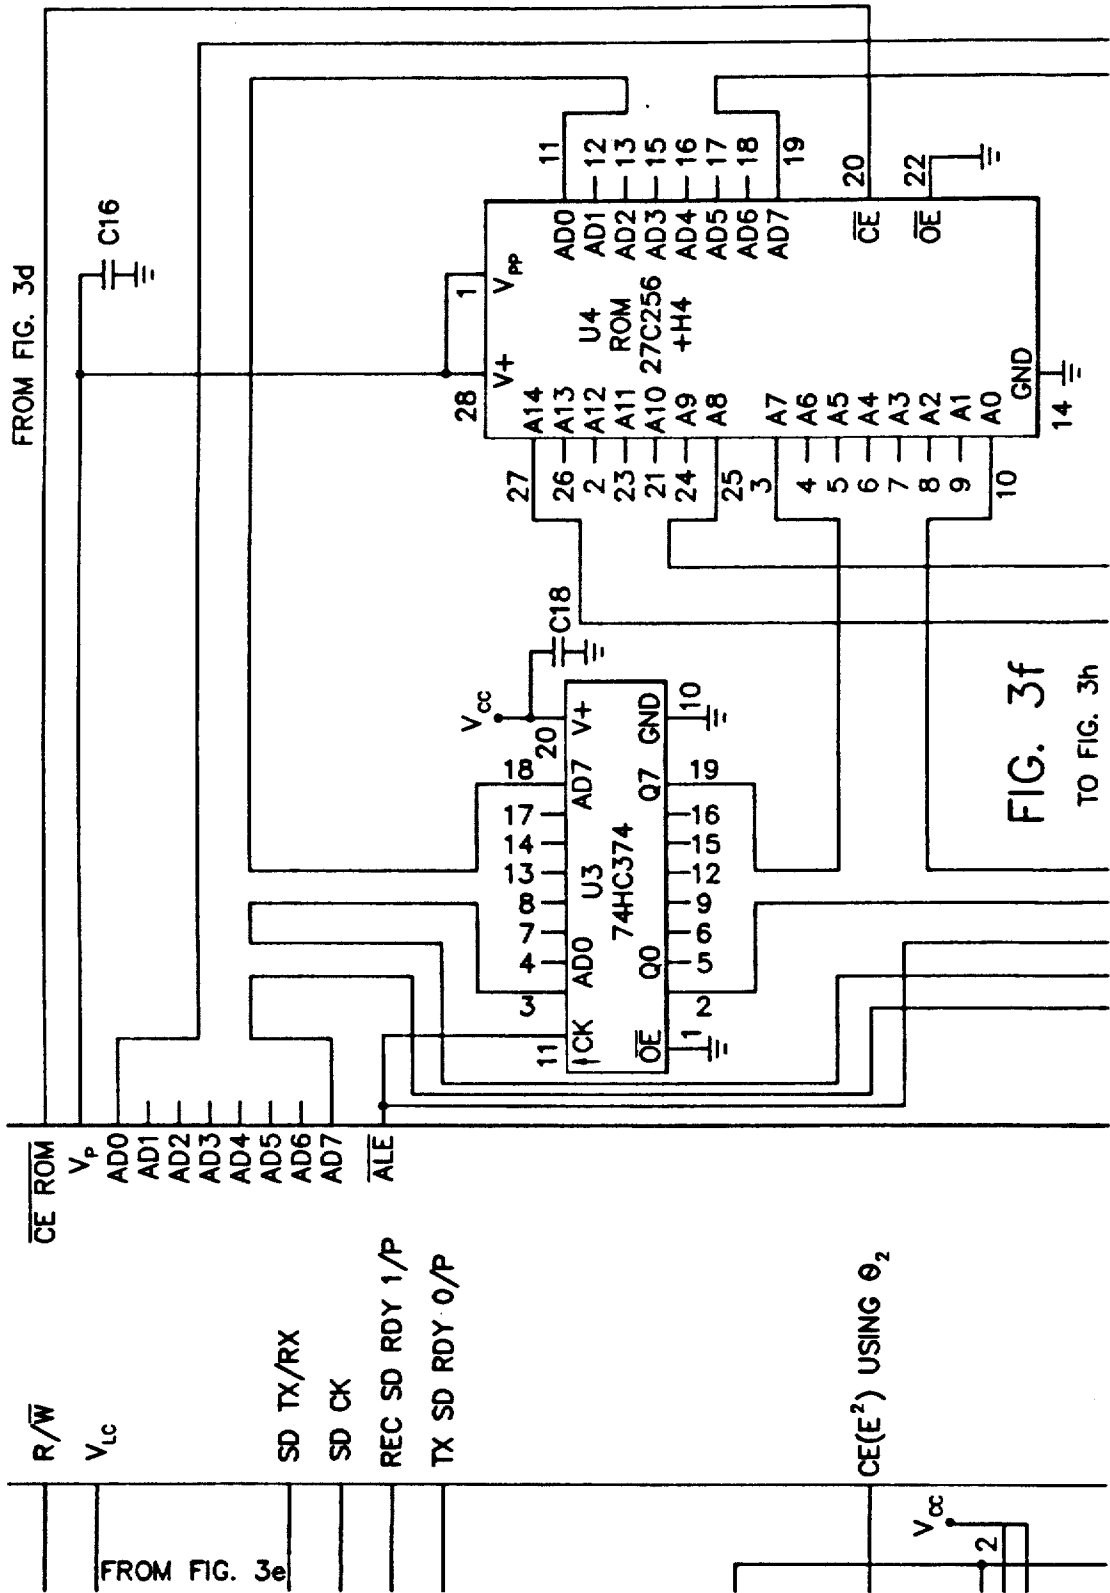 FROM FIG. 3d
C16
11
12
13
15
16
17
18
19
20
22
AD0
AD1
AD2
AD3
AD4
AD5
AD6
AD7
CE
OE
1
VPP
U4
ROM
27C256
+H4
28
V+
A14
A13
A12
A11
A10
A9
A8
A7
A6
A5
A4
A3
A2
A1
A0
GND
14
27
26
2
23
21
24
25
3
4
5
6
7
8
9
10
VCC
C18
20
V+
18
17
14
13
8
7
4
3
11
AD7
AD0
CK
U3
74HC374
GND
Q7
Q0
OE
10
19
16
15
12
9
6
5
2
1
FIG. 3f
TO FIG. 3h
CE ROM
VP
AD0
AD1
AD2
AD3
AD4
AD5
AD6
AD7
ALE
R/W
VLC
SD TX/RX
SD CK
REC SD RDY 1/P
TX SD RDY 0/P
CE(E²) USING Θ₂
FROM FIG. 3e
VCC
2